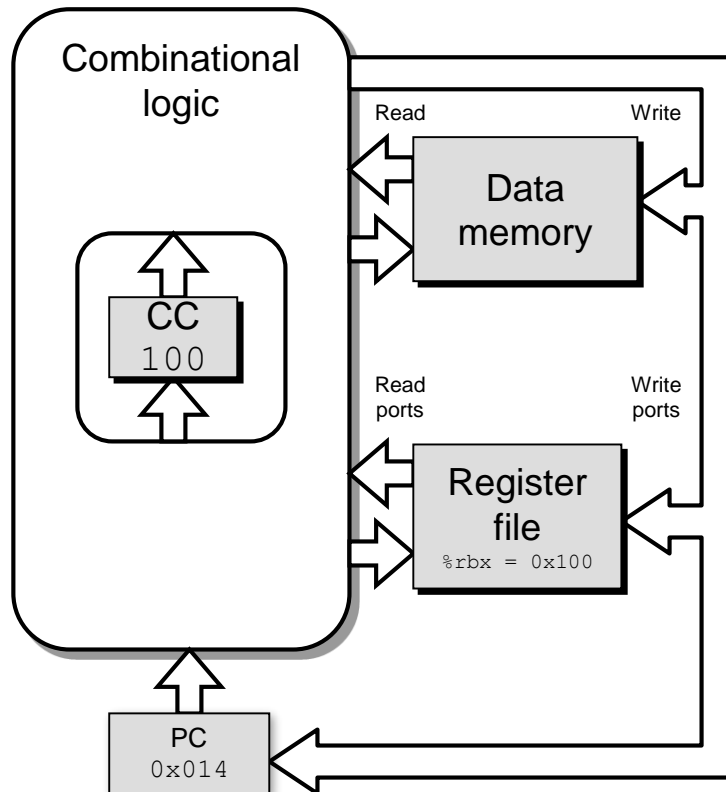 Combinational
logic
Read
Write
Data
memory
CC
100
Read
ports
Write
ports
Register
file
%rbx = 0x100
PC
0x014